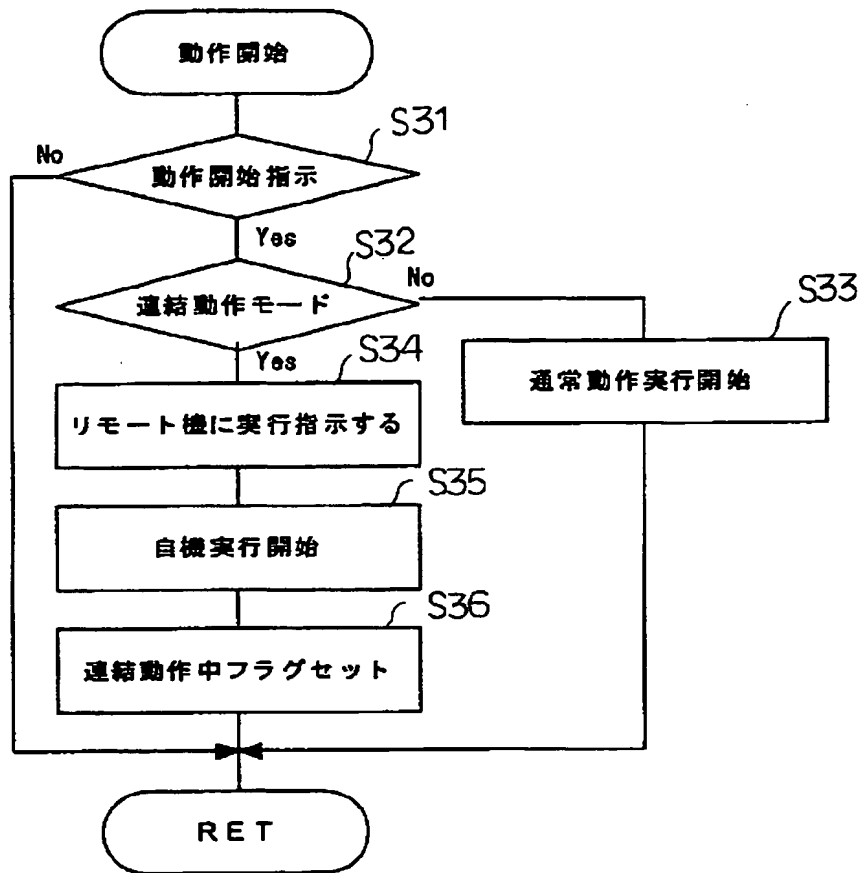 動作開始
S31
No
動作開始指示
Yes
S32
No
連結動作モード
S33
Yes
S34
通常動作実行開始
リモート機に実行指示する
S35
自機実行開始
S36
連結動作中フラグセット
RET